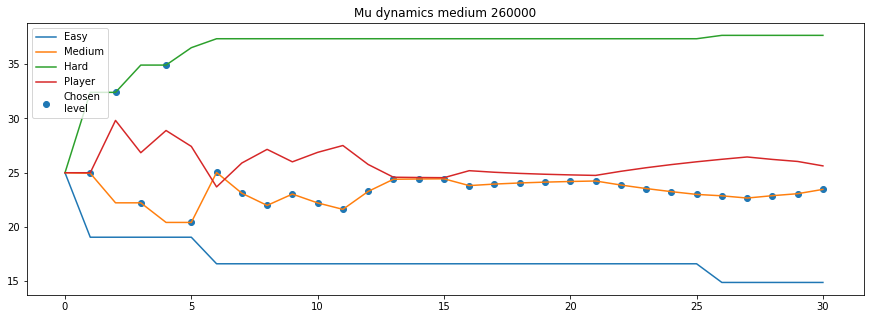 Mu dynamics medium 260000
Easy
Medium
Hard
Player
Chosen
level
35
30
25
20
15
0 5 10 15 20 25 30